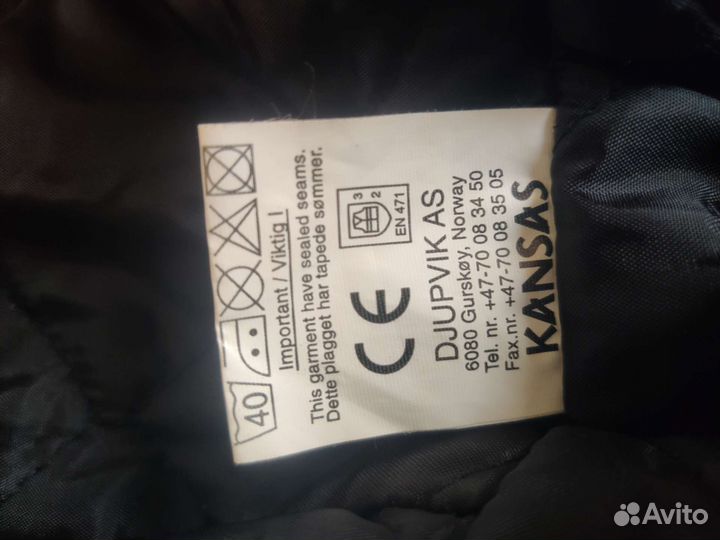 40
Important / Viktig !
This garment have sealed seams.
Dette plagget har tapede sømmer.
CE
3
2
EN 471
DJUPVIK AS
6080 Gurskøy, Norway
Tel. nr. +47-70 08 34 50
Fax.nr. +47-70 08 35 05
KANSAS
Avito